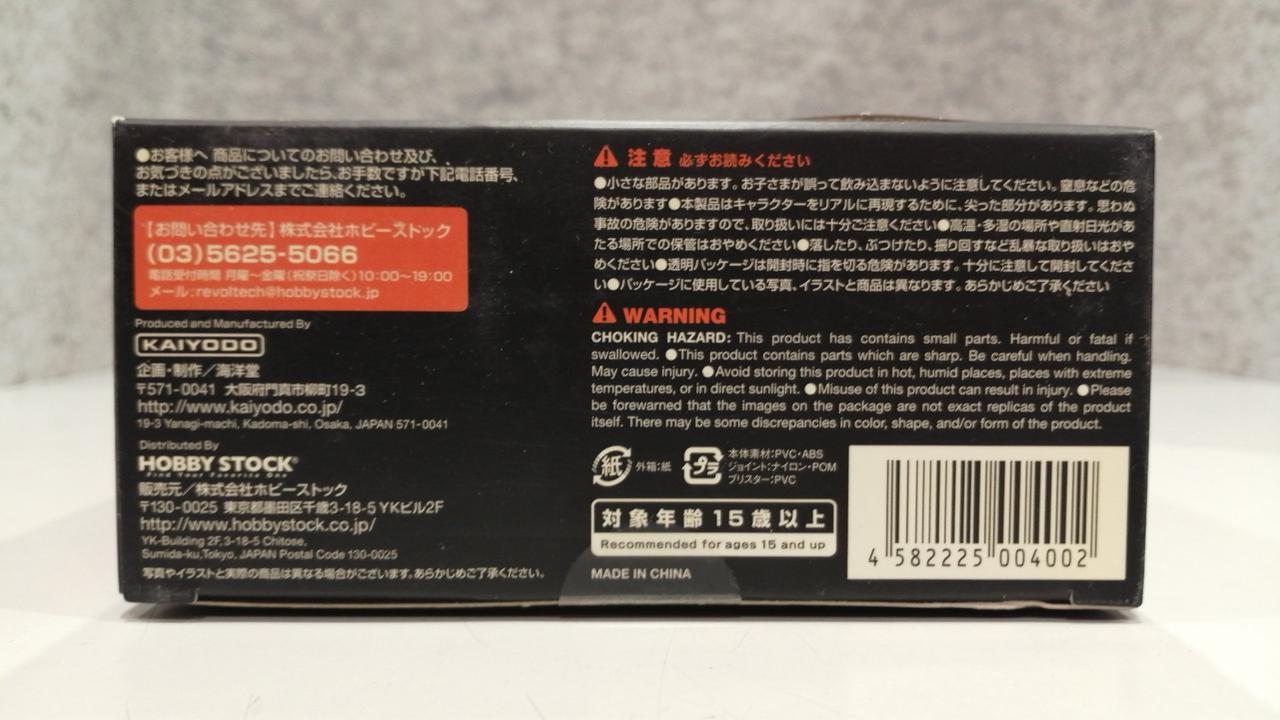 ●お客様へ 商品についてのお問い合わせ及び、
お気づきの点がございましたら、お手数ですが下記電話番号、
またはメールアドレスまでご連絡ください。
【お問い合わせ先】株式会社ホビーストック
(03)5625-5066
電話受付時間 月曜〜金曜(祝祭日除く)10:00〜19:00
メール:revoltech@hobbystock.jp
Produced and Manufactured By
KAIYODO
企画・制作／海洋堂
〒571-0041 大阪府門真市柳町19-3
http://www.kaiyodo.co.jp/
19-3 Yanagi-machi, Kadoma-shi, Osaka, JAPAN 571-0041
Distributed By
HOBBY STOCK®
Find Your Favorite One
販売元／株式会社ホビーストック
〒130-0025 東京都墨田区千歳3-18-5 YKビル2F
http://www.hobbystock.co.jp/
YK-Building 2F,3-18-5 Chitose,
Sumida-ku,Tokyo, JAPAN Postal Code 130-0025
写真やイラストと実際の商品は異なる場合がございます。あらかじめご了承ください。
注意 必ずお読みください
●小さな部品があります。お子さまが誤って飲み込まないように注意してください。窒息などの危
険があります●本製品はキャラクターをリアルに再現するために、尖った部分があります。思わぬ
事故の危険がありますので、取り扱いには十分ご注意ください●高温・多湿の場所や直射日光があ
たる場所での保管はおやめください●落したり、ぶつけたり、振り回すなど乱暴な取り扱いはおや
めください●透明パッケージは開封時に指を切る危険があります。十分に注意して開封してくださ
い●パッケージに使用している写真、イラストと商品は異なります。あらかじめご了承ください
WARNING
CHOKING HAZARD: This product has contains small parts. Harmful or fatal if
swallowed. ●This product contains parts which are sharp. Be careful when handling.
May cause injury. ●Avoid storing this product in hot, humid places, places with extreme
temperatures, or in direct sunlight. ●Misuse of this product can result in injury. ●Please
be forewarned that the images on the package are not exact replicas of the product
itself. There may be some discrepancies in color, shape, and/or form of the product.
紙 外箱:紙
プラ 本体素材:PVC・ABS
ジョイント:ナイロン・POM
ブリスター:PVC
対象年齢15歳以上
Recommended for ages 15 and up
MADE IN CHINA
4 582225 004002